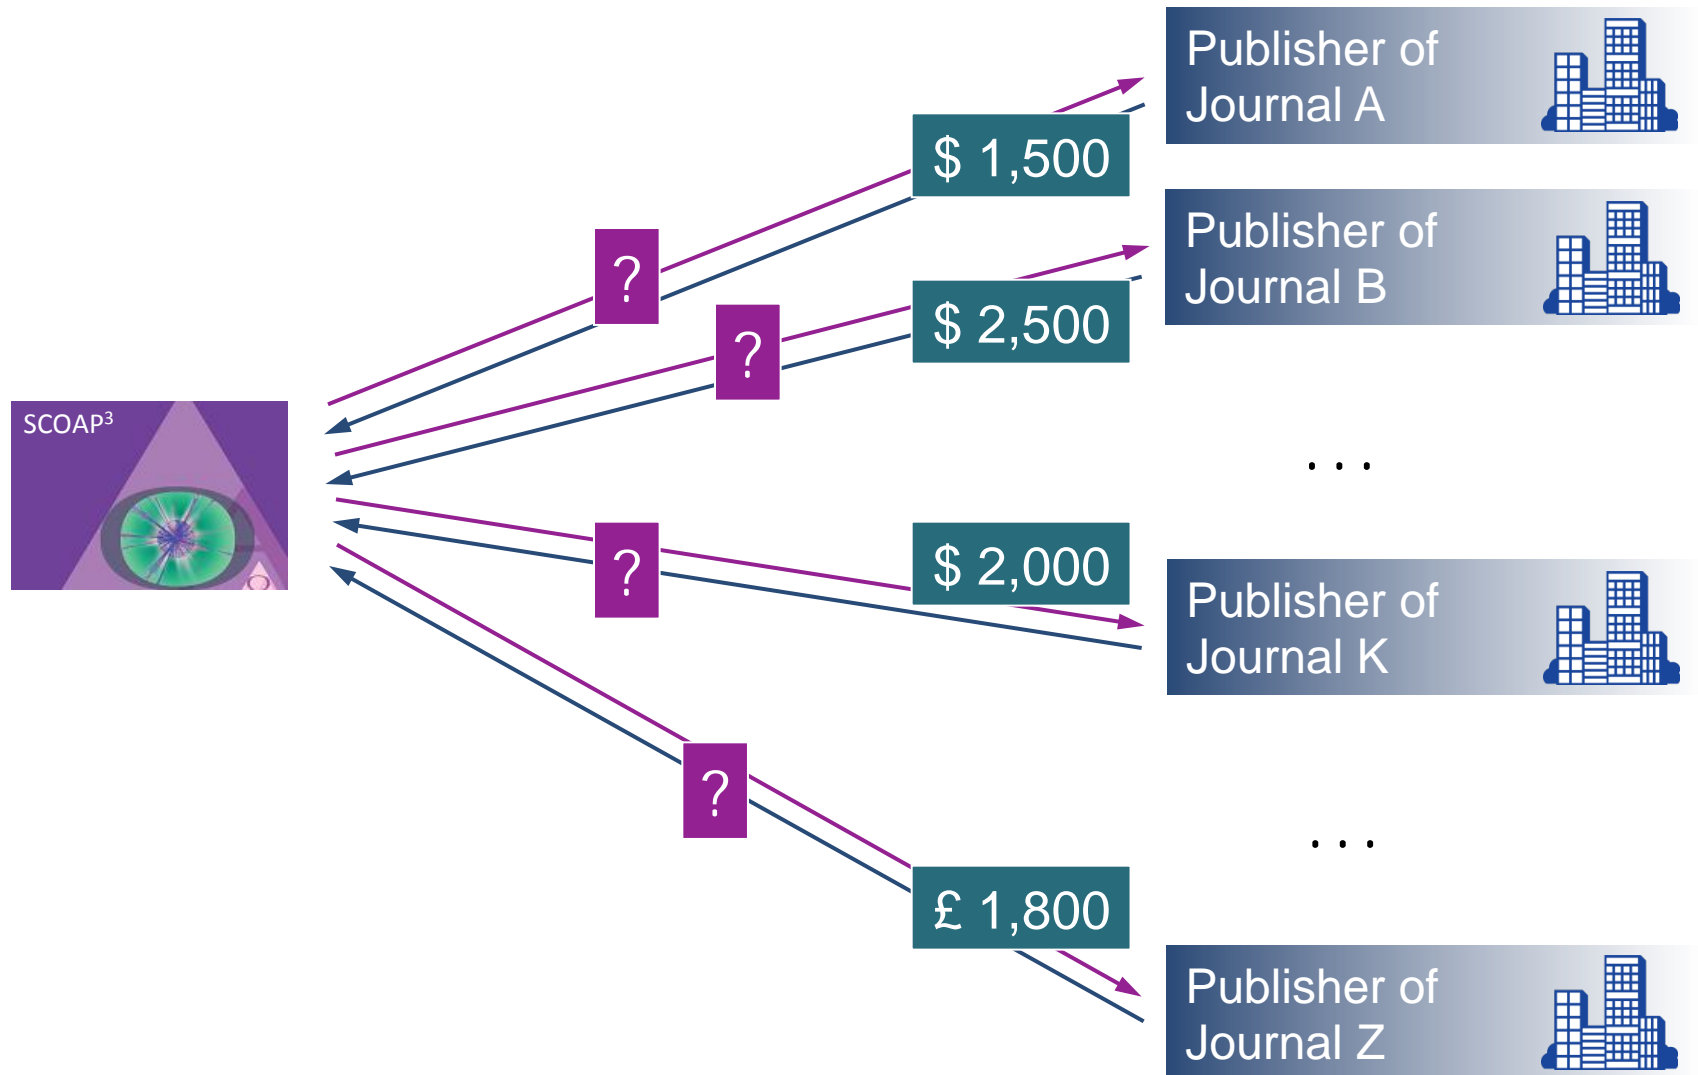 Publisher of
Journal A
$ 1,500
Publisher of
Journal B
?
$ 2,500
?
SCOAP³
. . .
$ 2,000
?
Publisher of
Journal K
?
. . .
£ 1,800
Publisher of
Journal Z